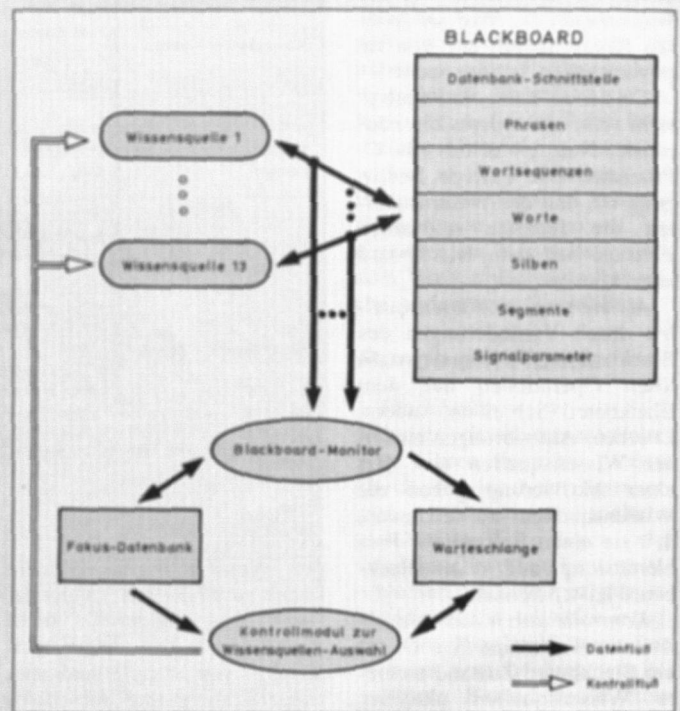 BLACKBOARD
Datenbank-Schnittstelle
Phrasen
Wortsequenzen
Worte
Silben
Segmente
Signalparameter
Wissensquelle 1
Wissensquelle 13
Blackboard-Monitor
Fokus-Datenbank
Warteschlange
Kontrollmodul zur
Wissensquellen-Auswahl
Datenfluß
Kontrollfluß